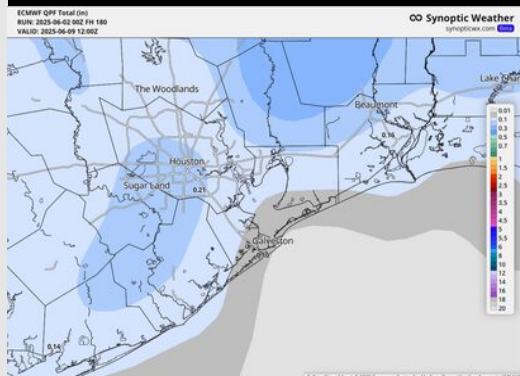 ECMWF QPF Total (in)
RUN: 2025-06-02 00Z FH 180
VALID: 2025-06-09 12:00Z
Synoptic Weather
synopticwx.com Beta
Lake Char
The Woodlands
Beaumont
0.16
Houston
Sugar Land
0.21
Galveston
0.14
0.01
0.1
0.3
0.5
0.7
1
1.5
2
2.5
3
3.5
4
4.5
5
5.5
6
8
10
12
14
16
18
20